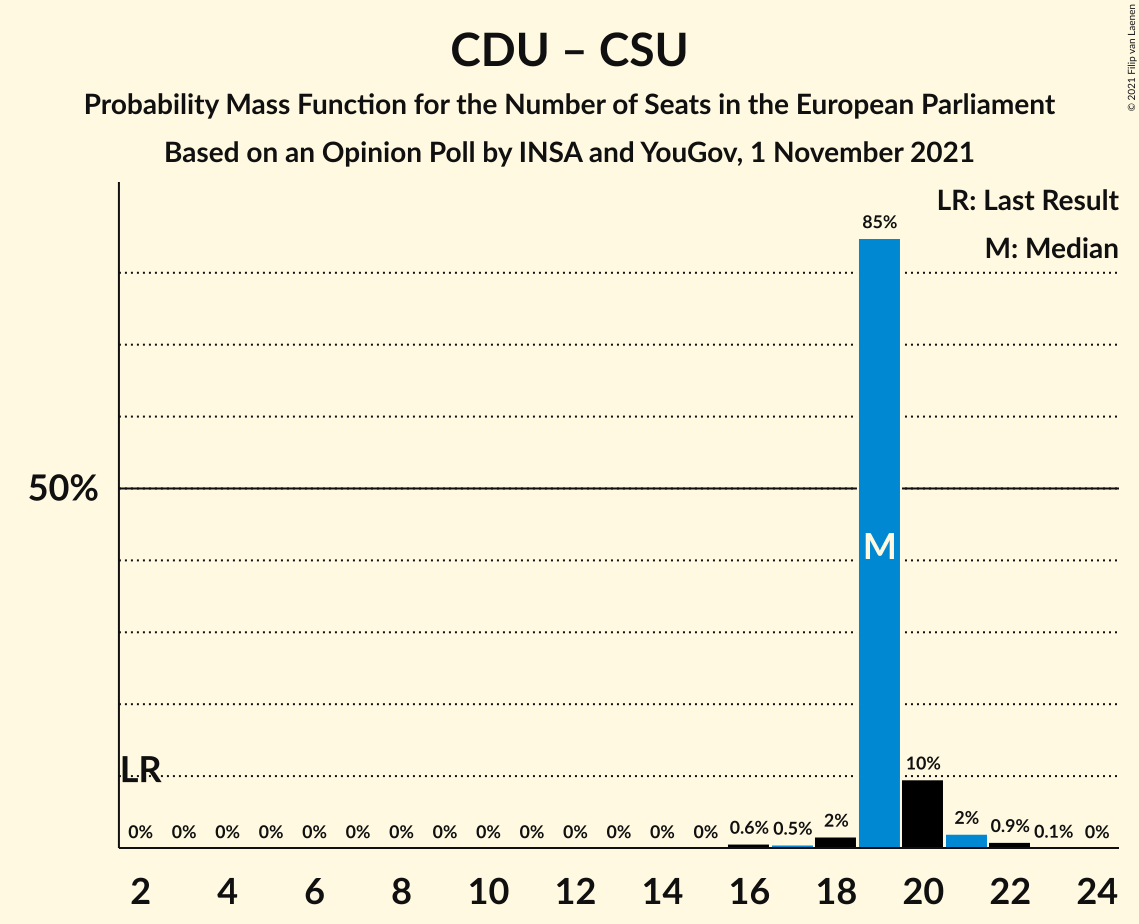 CDU – CSU
Probability Mass Function for the Number of Seats in the European Parliament
Based on an Opinion Poll by INSA and YouGov, 1 November 2021
© 2021 Filip van Laenen
LR: Last Result
M: Median
85%
50%
M
LR
10%
0% 0% 0% 0% 0% 0% 0% 0% 0% 0% 0% 0% 0% 0% 0.6% 0.5% 2% 2% 0.9% 0.1% 0%
2 4 6 8 10 12 14 16 18 20 22 24